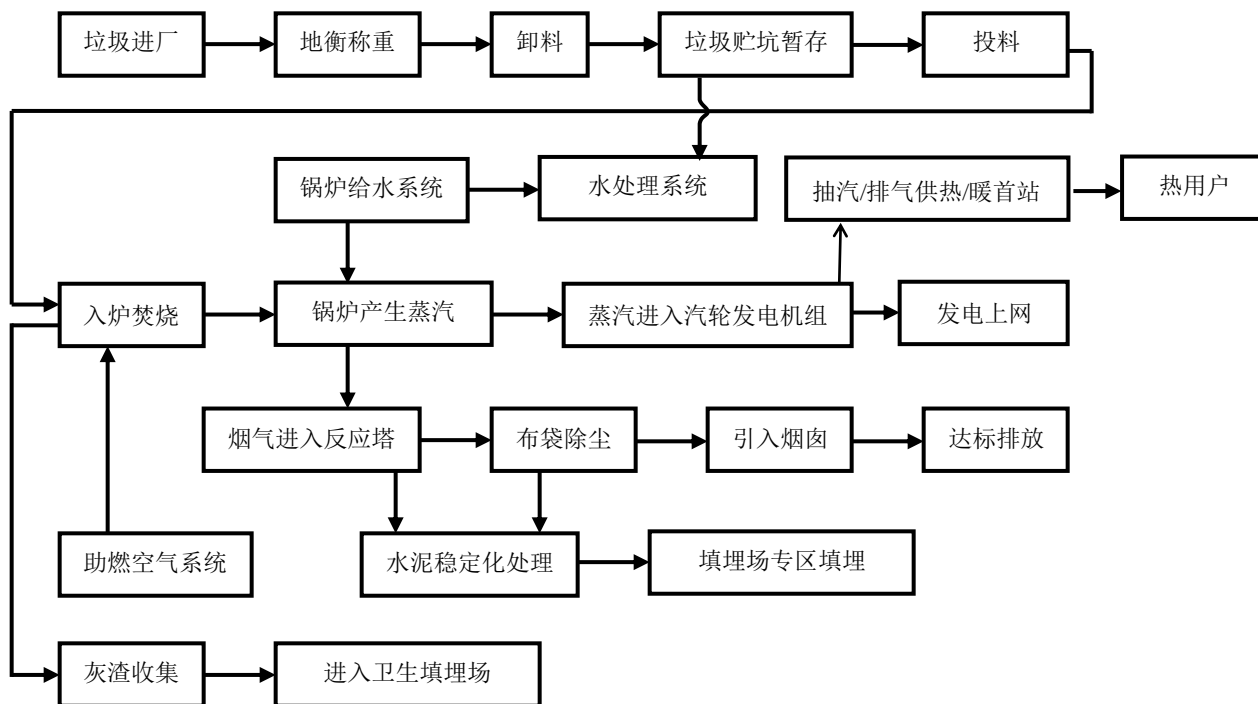 垃圾进厂
地衡称重
卸料
垃圾贮坑暂存
投料
锅炉给水系统
水处理系统
抽汽/排气供热/暖首站
热用户
入炉焚烧
锅炉产生蒸汽
蒸汽进入汽轮发电机组
发电上网
烟气进入反应塔
布袋除尘
引入烟囱
达标排放
助燃空气系统
水泥稳定化处理
填埋场专区填埋
灰渣收集
进入卫生填埋场